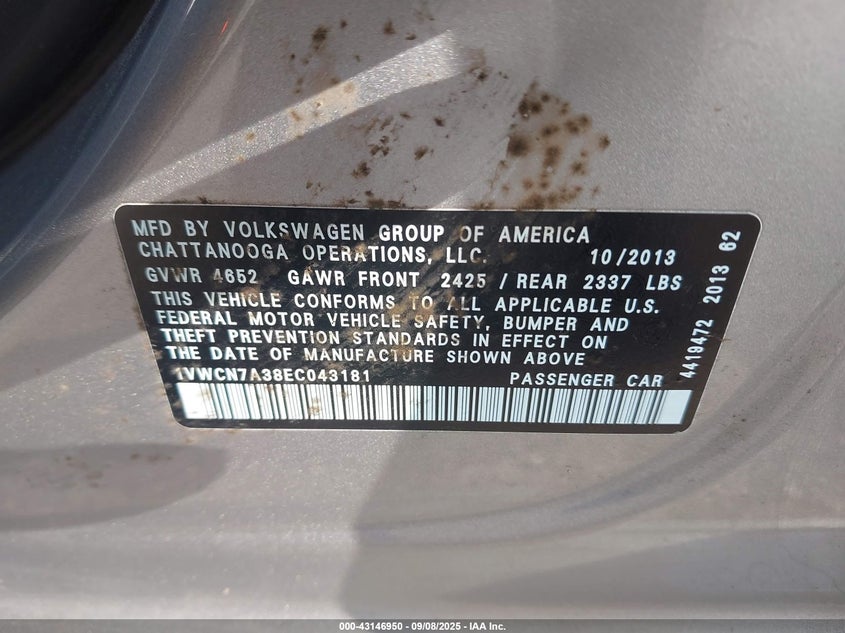 MFD BY VOLKSWAGEN GROUP OF AMERICA
CHATTANOOGA OPERATIONS, LLC. 10/2013
GVWR 4652 GAWR FRONT 2425 / REAR 2337 LBS
THIS VEHICLE CONFORMS TO ALL APPLICABLE U.S.
FEDERAL MOTOR VEHICLE SAFETY, BUMPER AND
THEFT PREVENTION STANDARDS IN EFFECT ON
THE DATE OF MANUFACTURE SHOWN ABOVE
1VWCN7A38EC043181 PASSENGER CAR
4419472 2013 62
000-43146950 - 09/08/2025 - IAA Inc.